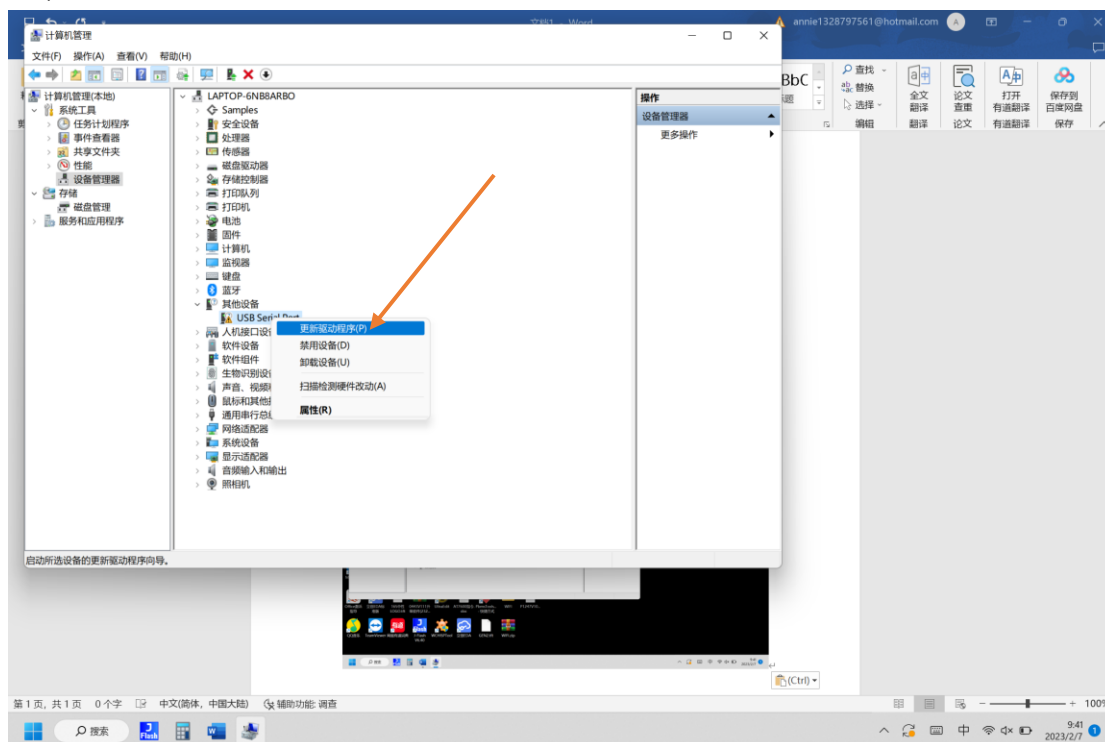 文档1 - Word
annie1328797561@hotmail.com
A
计算机管理
文件(F) 操作(A) 查看(V) 帮助(H)
计算机管理(本地)
系统工具
任务计划程序
事件查看器
共享文件夹
性能
设备管理器
存储
磁盘管理
服务和应用程序
LAPTOP-6NB8ARBO
Samples
安全设备
处理器
传感器
磁盘驱动器
存储控制器
打印队列
打印机
电池
固件
计算机
监视器
键盘
蓝牙
其他设备
USB Serial Port
人机接口设
软件设备
软件组件
生物识别设
声音、视频
鼠标和其他
通用串行总
网络适配器
系统设备
显示适配器
音频输入和输出
照相机
更新驱动程序(P)
禁用设备(D)
卸载设备(U)
扫描检测硬件改动(A)
属性(R)
操作
设备管理器
更多操作
启动所选设备的更新驱动程序向导。
BbC
题
查找
替换
选择
编辑
全文
翻译
翻译
论文
查重
论文
打开
有道翻译
有道翻译
保存到
百度网盘
保存
(Ctrl)
第1页, 共1页 0个字 中文(简体, 中国大陆) 辅助功能: 调查
100%
搜索
Flash
中
9:41
2023/2/7
1